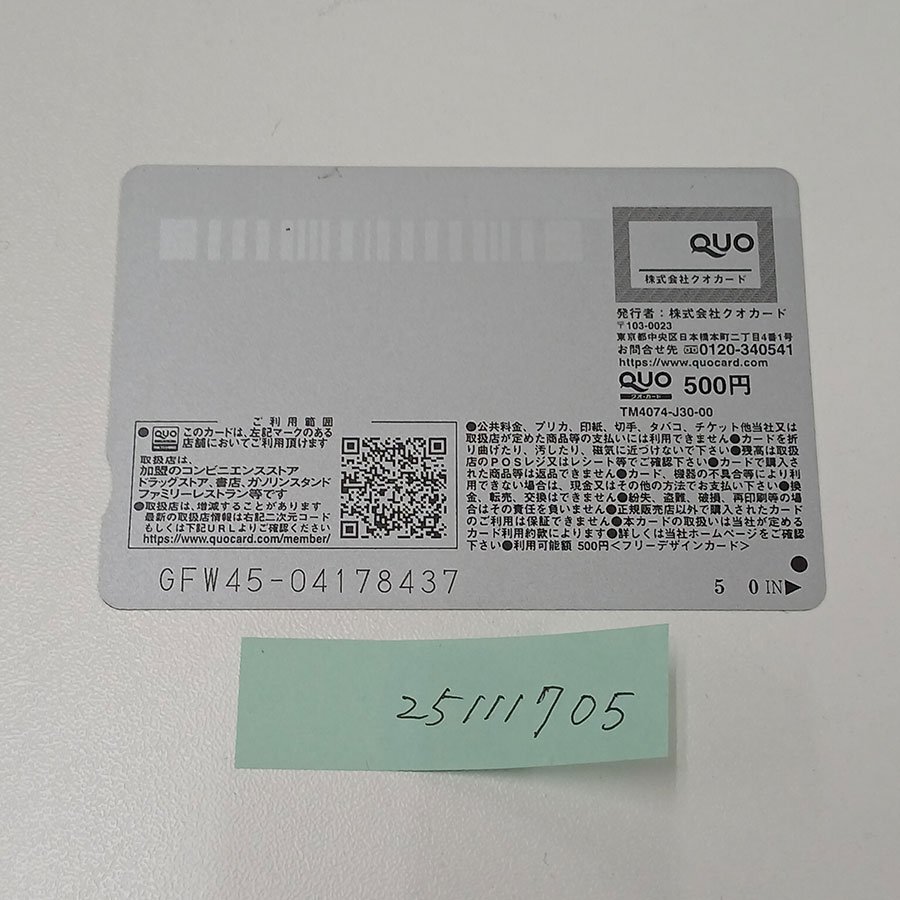 QUO
株式会社クオカード
発行者：株式会社クオカード
〒103-0023
東京都中央区日本橋本町二丁目4番1号
お問合せ先 0120-340541
https://www.quocard.com
QUO 500円
クオ・カード
TM4074-J30-00
ご利用範囲
●QUO このカードは、左記マークのある
店舗においてご利用頂けます
取扱店は、
加盟のコンビニエンスストア
ドラッグストア、書店、ガソリンスタンド
ファミリーレストラン等です
●取扱店は、増減することがあります
最新の取扱店情報は右記二次元コード
もしくは下記URLよりご確認ください
https://www.quocard.com/member/
●公共料金、プリカ、印紙、切手、タバコ、チケット他当社又は
取扱店が定めた商品等の支払いには利用できません●カードを折
り曲げたり、汚したり、磁気に近づけないで下さい●残高は取扱
店のPOSレジ又はレシート等でご確認下さい●カードで購入さ
れた商品等は返品できません●カード、機器の不具合等により利
用できない場合は、現金又はその他の方法でお支払い下さい●換
金、転売、交換はできません●紛失、盗難、破損、再印刷等の場
合はその責任を負いません●正規販売店以外で購入されたカード
のご利用は保証できません●本カードの取扱いは当社が定める
カード利用約款によります●詳しくは当社ホームページをご確認
下さい●利用可能額 500円<フリーデザインカード>
GFW45-04178437
5 0 IN▶
25111705